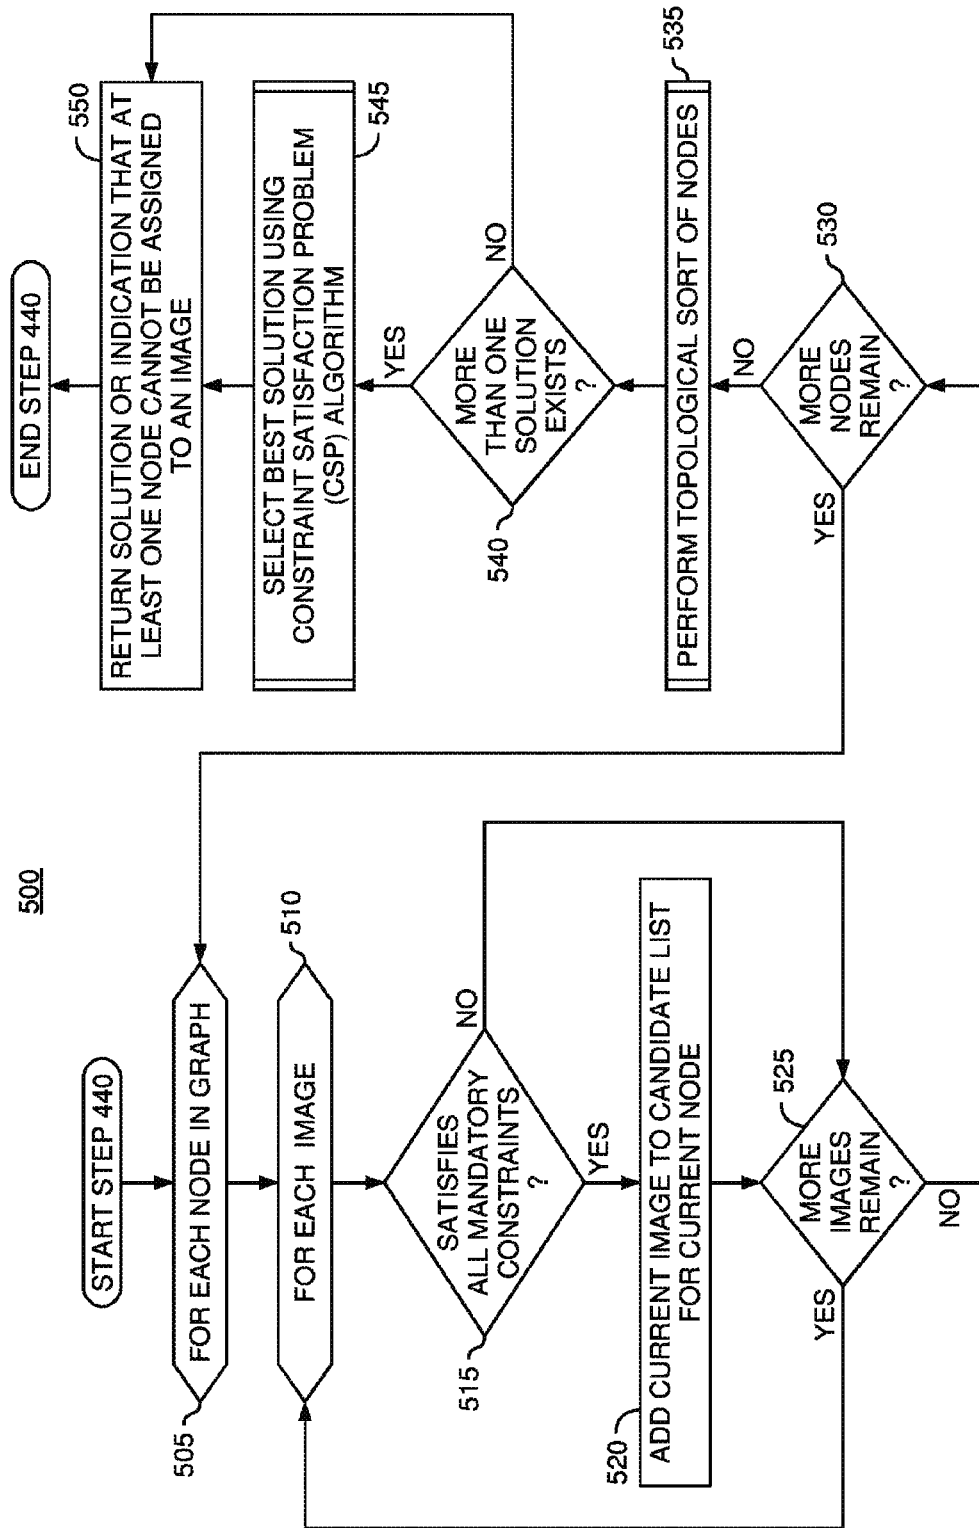 500
START STEP 440
FOR EACH NODE IN GRAPH
505
FOR EACH IMAGE
510
SATISFIES
ALL MANDATORY
CONSTRAINTS
?
515
NO
YES
520
ADD CURRENT IMAGE TO CANDIDATE LIST
FOR CURRENT NODE
525
MORE
IMAGES
REMAIN
?
YES
NO
530
MORE
NODES
REMAIN
?
YES
NO
535
PERFORM TOPOLOGICAL SORT OF NODES
540
MORE
THAN ONE
SOLUTION
EXISTS
?
NO
YES
545
SELECT BEST SOLUTION USING
CONSTRAINT SATISFACTION PROBLEM
(CSP) ALGORITHM
550
RETURN SOLUTION OR INDICATION THAT AT
LEAST ONE NODE CANNOT BE ASSIGNED
TO AN IMAGE
END STEP 440